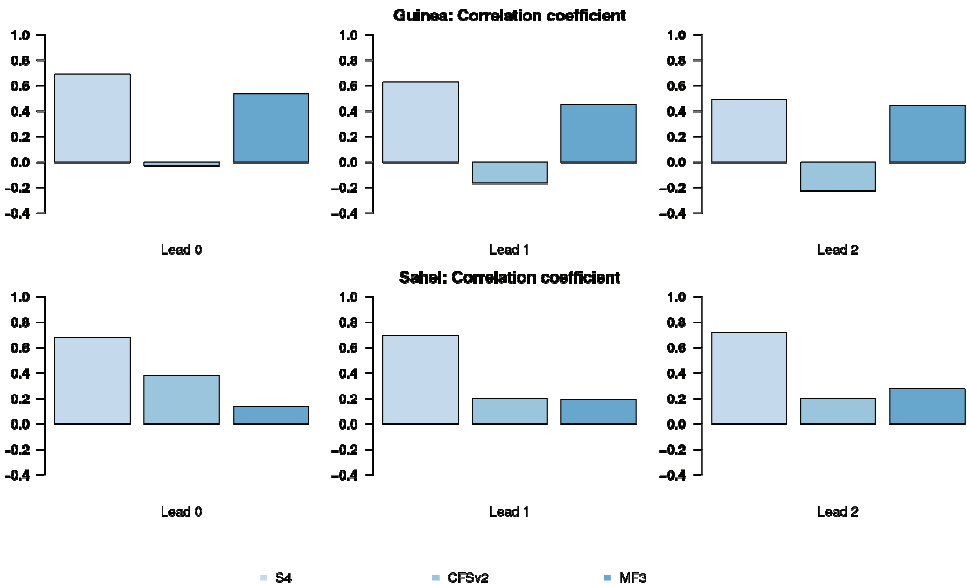 Guinea: Correlation coefficient
1.0 1.0 1.0
0.8 0.8 0.8
0.6 0.6 0.6
0.4 0.4 0.4
0.2 0.2 0.2
0.0 0.0 0.0
−0.2 −0.2 −0.2
−0.4 −0.4 −0.4
Lead 0 Lead 1 Lead 2
Sahel: Correlation coefficient
1.0 1.0 1.0
0.8 0.8 0.8
0.6 0.6 0.6
0.4 0.4 0.4
0.2 0.2 0.2
0.0 0.0 0.0
−0.2 −0.2 −0.2
−0.4 −0.4 −0.4
Lead 0 Lead 1 Lead 2
S4 CFSv2 MF3